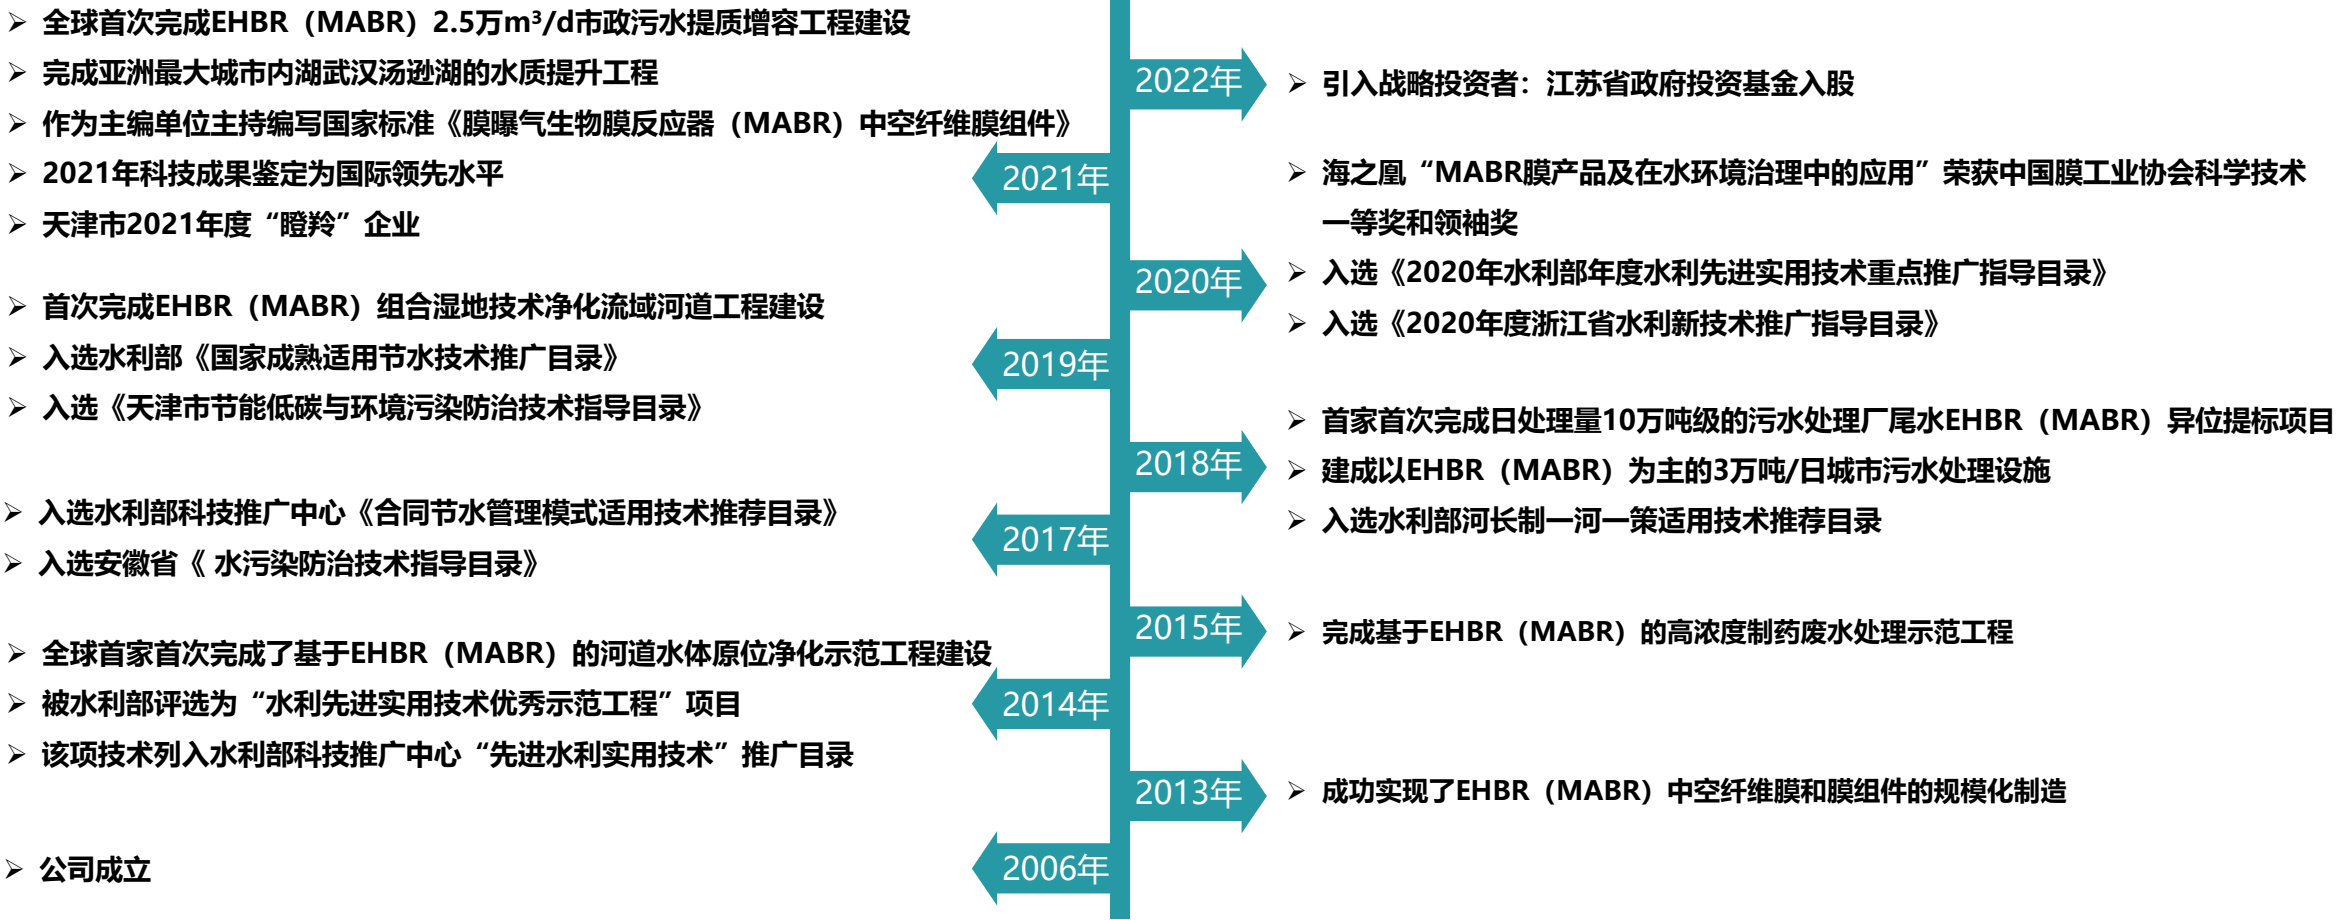 全球首次完成EHBR（MABR）2.5万m³/d市政污水提质增容工程建设
完成亚洲最大城市内湖武汉汤逊湖的水质提升工程
作为主编单位主持编写国家标准《膜曝气生物膜反应器（MABR）中空纤维膜组件》
2021年科技成果鉴定为国际领先水平
天津市2021年度“瞪羚”企业
2022年
引入战略投资者：江苏省政府投资基金入股
2021年
海之凰“MABR膜产品及在水环境治理中的应用”荣获中国膜工业协会科学技术
一等奖和领袖奖
入选《2020年水利部年度水利先进实用技术重点推广指导目录》
入选《2020年度浙江省水利新技术推广指导目录》
2020年
首次完成EHBR（MABR）组合湿地技术净化流域河道工程建设
入选水利部《国家成熟适用节水技术推广目录》
入选《天津市节能低碳与环境污染防治技术指导目录》
2019年
首家首次完成日处理量10万吨级的污水处理厂尾水EHBR（MABR）异位提标项目
建成以EHBR（MABR）为主的3万吨/日城市污水处理设施
入选水利部河长制一河一策适用技术推荐目录
2018年
入选水利部科技推广中心《合同节水管理模式适用技术推荐目录》
入选安徽省《 水污染防治技术指导目录》
2017年
2015年
完成基于EHBR（MABR）的高浓度制药废水处理示范工程
全球首家首次完成了基于EHBR（MABR）的河道水体原位净化示范工程建设
被水利部评选为“水利先进实用技术优秀示范工程”项目
该项技术列入水利部科技推广中心“先进水利实用技术”推广目录
2014年
2013年
成功实现了EHBR（MABR）中空纤维膜和膜组件的规模化制造
公司成立
2006年